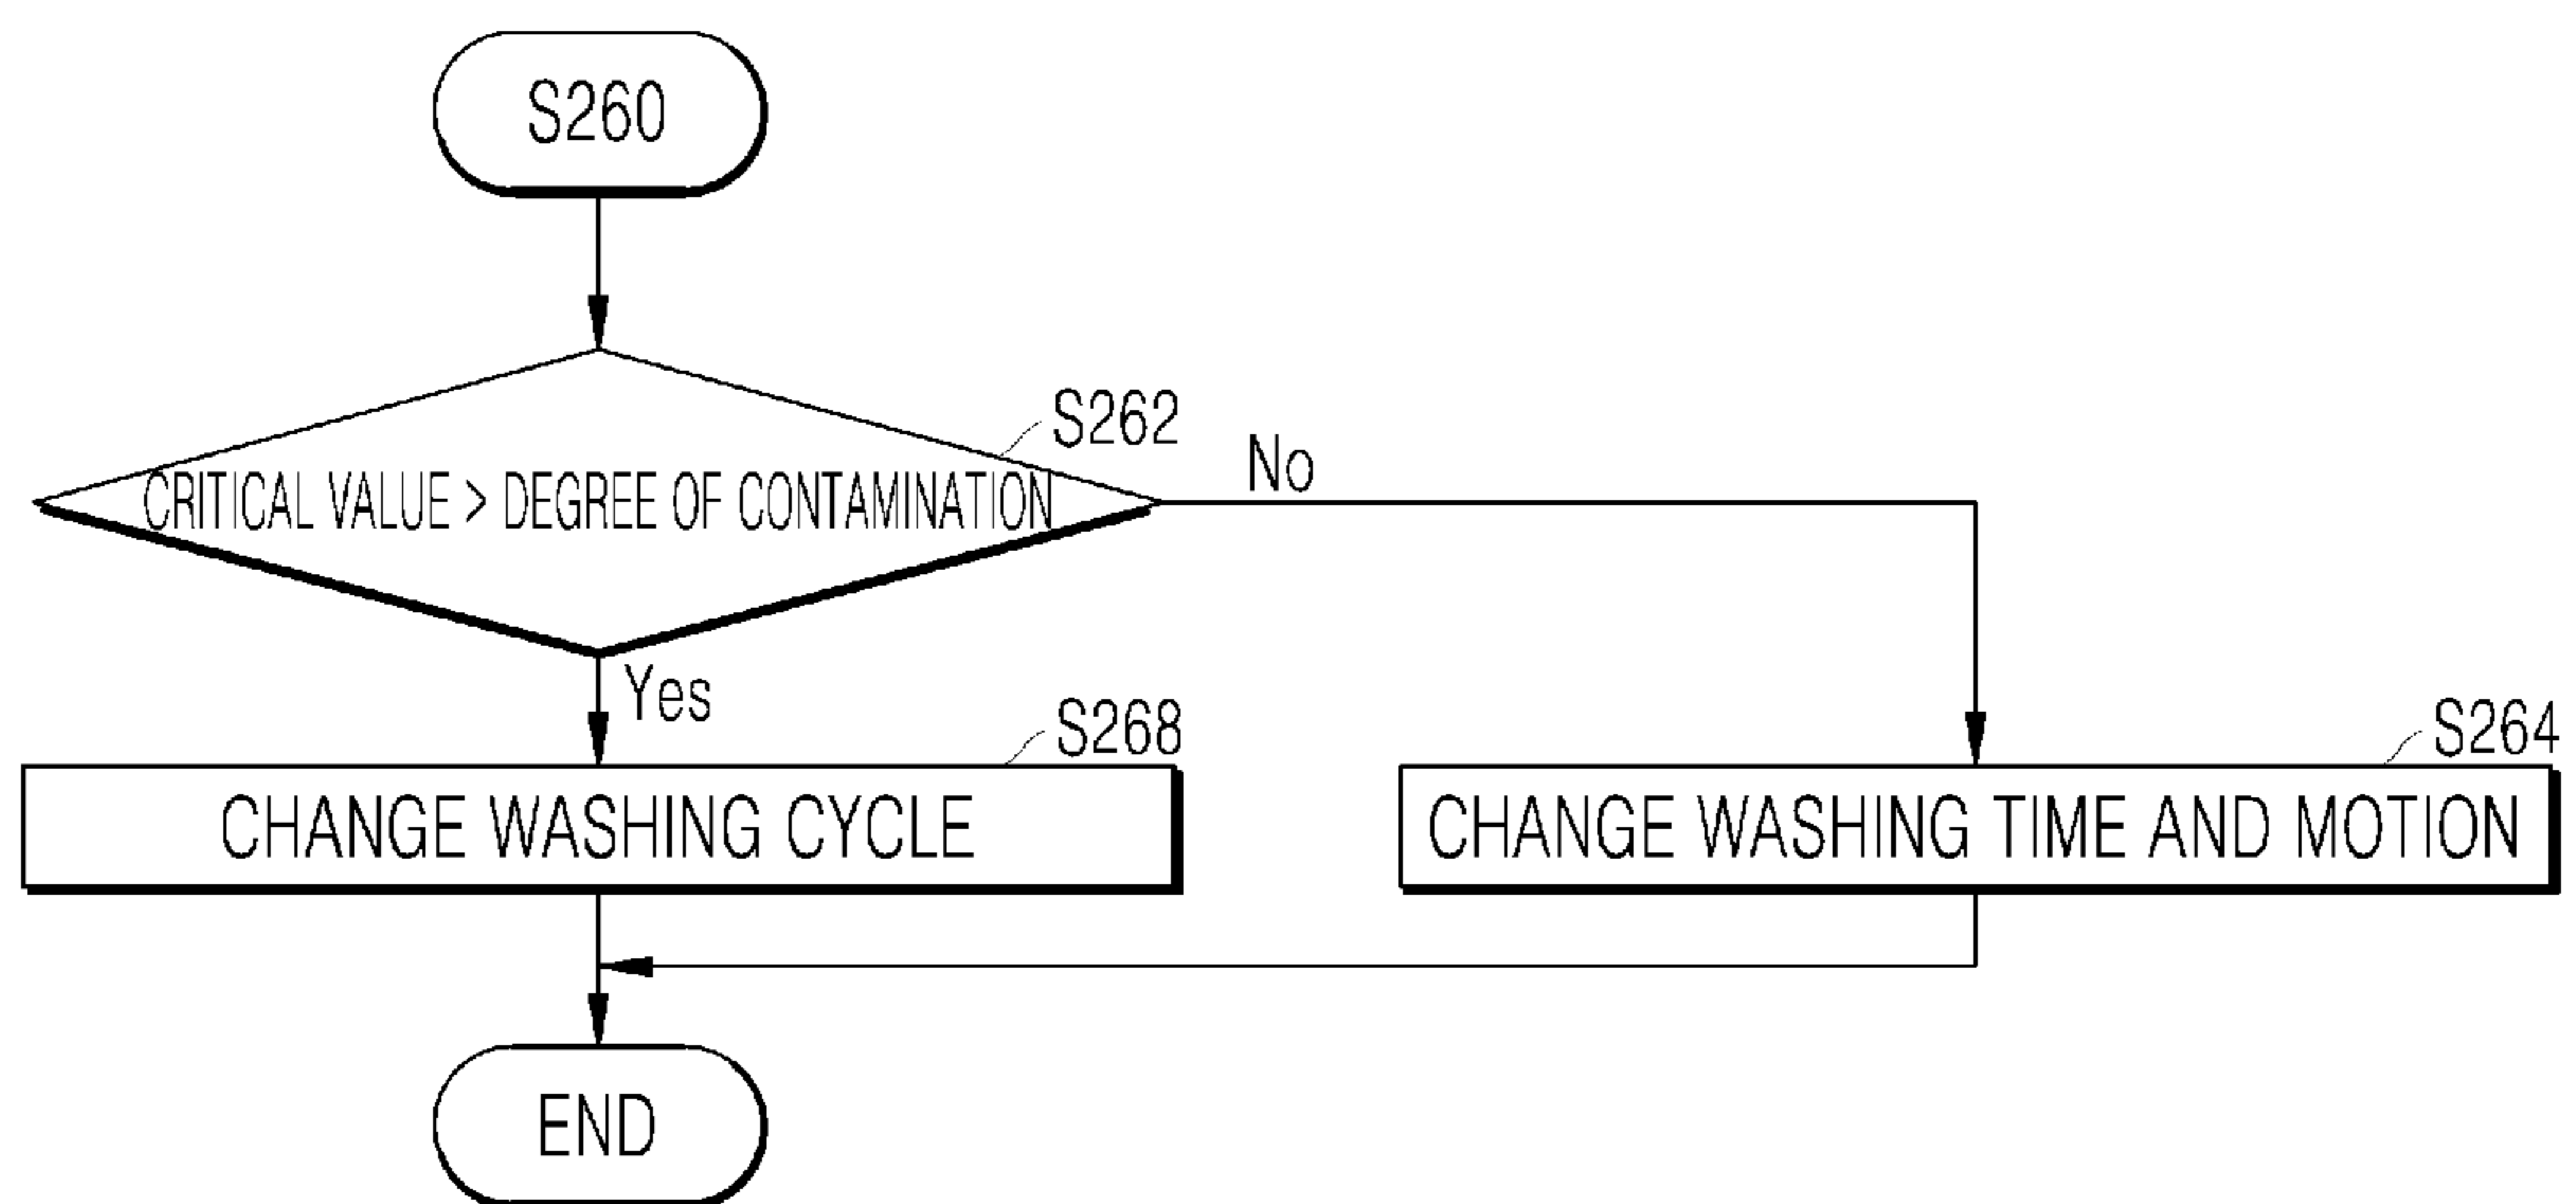 S260
S262
CRITICAL VALUE > DEGREE OF CONTAMINATION
No
Yes
S268
CHANGE WASHING CYCLE
S264
CHANGE WASHING TIME AND MOTION
END